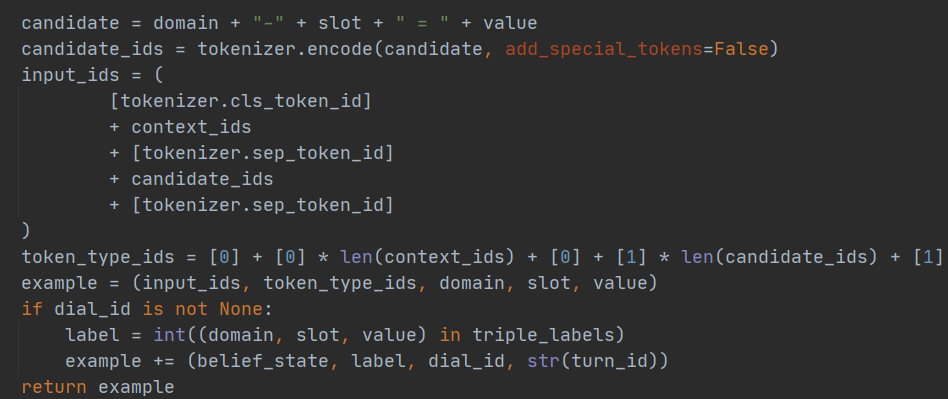 candidate = domain + "-" + slot + " = " + value
candidate_ids = tokenizer.encode(candidate, add_special_tokens=False)
input_ids = (
        [tokenizer.cls_token_id]
        + context_ids
        + [tokenizer.sep_token_id]
        + candidate_ids
        + [tokenizer.sep_token_id]
)
token_type_ids = [0] + [0] * len(context_ids) + [0] + [1] * len(candidate_ids) + [1]
example = (input_ids, token_type_ids, domain, slot, value)
if dial_id is not None:
    label = int((domain, slot, value) in triple_labels)
    example += (belief_state, label, dial_id, str(turn_id))
return example